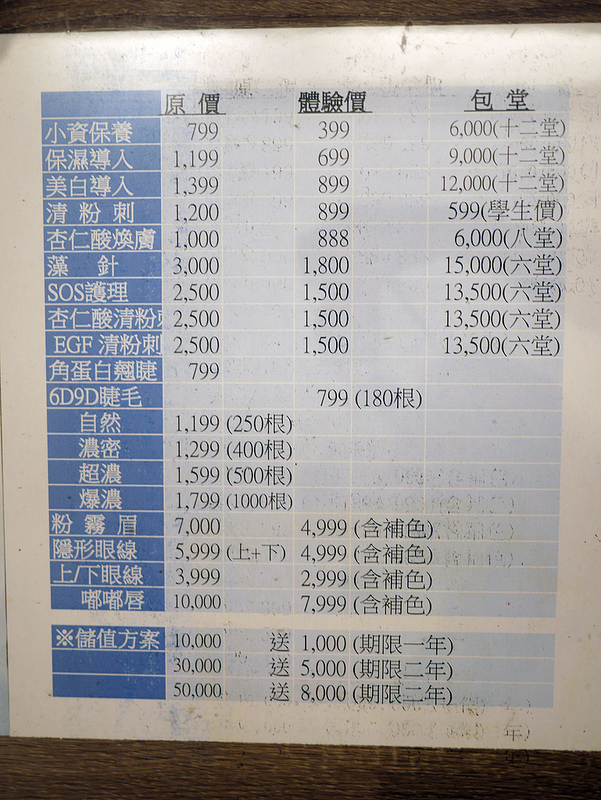 原 價 體驗價 包 堂
小資保養 799 399 6,000(十二堂)
保濕導入 1,199 699 9,000(十二堂)
美白導入 1,399 899 12,000(十二堂)
清 粉 刺 1,200 899 599(學生價)
杏仁酸煥膚 1,000 888 6,000(八堂)
藻 針 3,000 1,800 15,000(六堂)
SOS護理 2,500 1,500 13,500(六堂)
杏仁酸清粉刺 2,500 1,500 13,500(六堂)
EGF 清粉刺 2,500 1,500 13,500(六堂)
角蛋白翹睫 799
6D9D睫毛 799 (180根)
自然 1,199 (250根)
濃密 1,299 (400根)
超濃 1,599 (500根)
爆濃 1,799 (1000根)
粉 霧 眉 7,000 4,999 (含補色)
隱形眼線 5,999 (上+下) 4,999 (含補色)
上/下眼線 3,999 2,999 (含補色)
嘟嘟唇 10,000 7,999 (含補色)
※儲值方案 10,000 送 1,000 (期限一年)
30,000 送 5,000 (期限二年)
50,000 送 8,000 (期限二年)